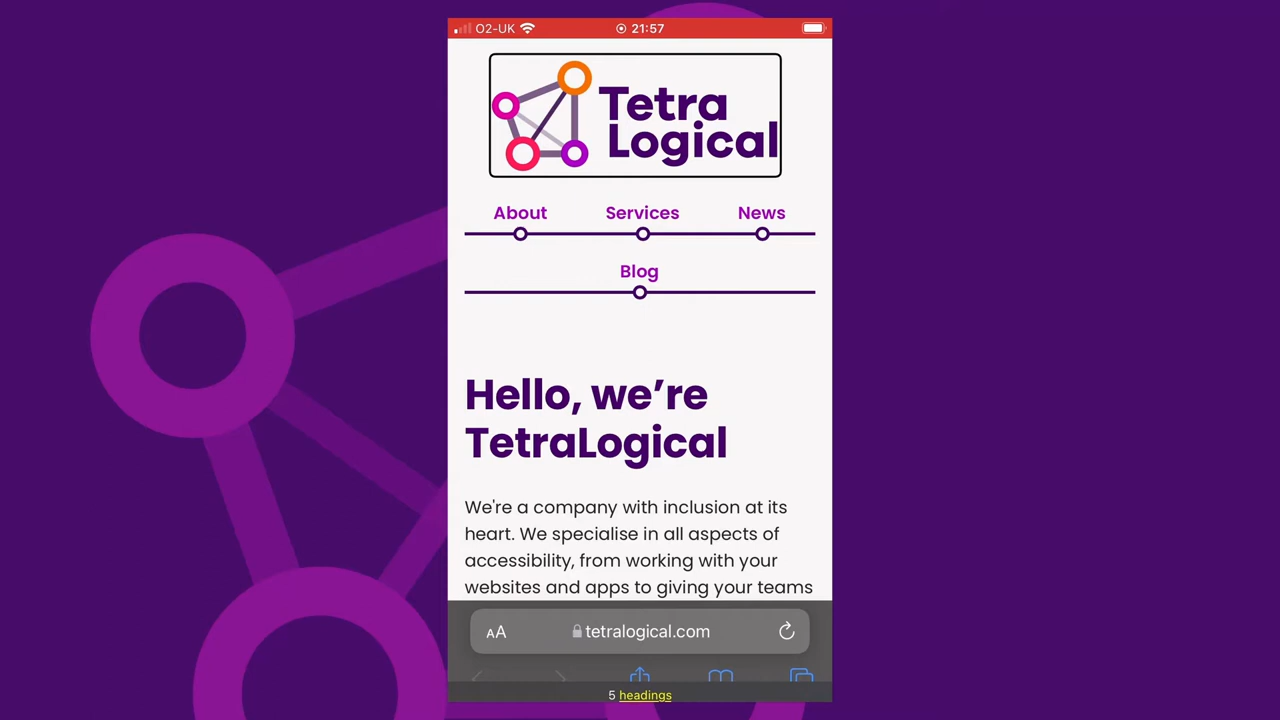 O2-UK 21:57
Tetra
Logical
About Services News
Blog
Hello, we’re
TetraLogical
We're a company with inclusion at its
heart. We specialise in all aspects of
accessibility, from working with your
websites and apps to giving your teams
AA tetralogical.com
5 headings